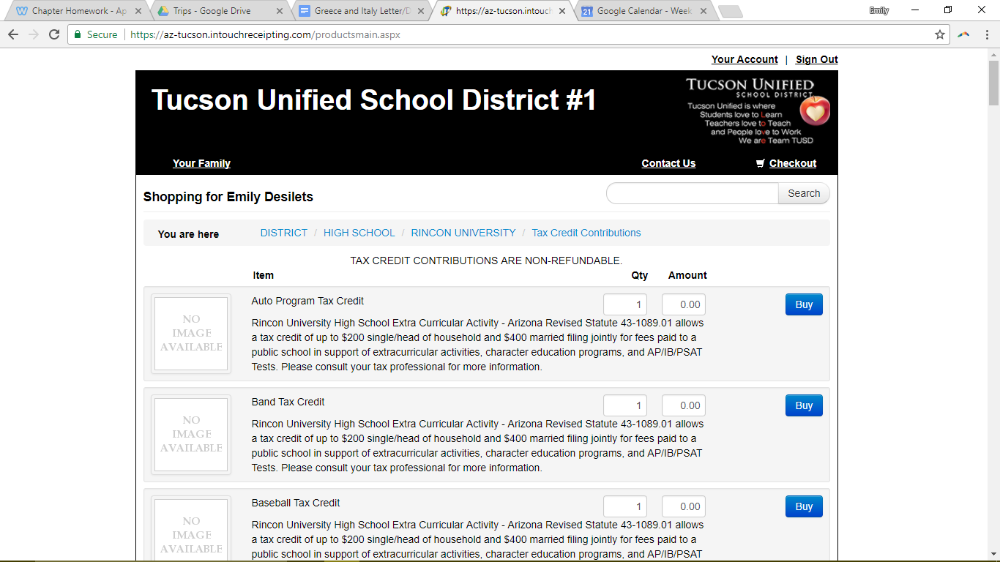 Chapter Homework - Ap
Trips - Google Drive
Greece and Italy Letter/D
https://az-tucson.intouch
21 Google Calendar - Week
Emily
Secure | https://az-tucson.intouchreceipting.com/productsmain.aspx
Your Account | Sign Out
Tucson Unified School District #1
TUCSON UNIFIED
SCHOOL DISTRICT
Tucson Unified is where
Students love to Learn
Teachers love to Teach
and People love to Work
We are Team TUSD
Your Family
Contact Us
Checkout
Shopping for Emily Desilets
Search
You are here
DISTRICT / HIGH SCHOOL / RINCON UNIVERSITY / Tax Credit Contributions
TAX CREDIT CONTRIBUTIONS ARE NON-REFUNDABLE.
Item Qty Amount
NO
IMAGE
AVAILABLE
Auto Program Tax Credit 1 0.00 Buy
Rincon University High School Extra Curricular Activity - Arizona Revised Statute 43-1089.01 allows
a tax credit of up to $200 single/head of household and $400 married filing jointly for fees paid to a
public school in support of extracurricular activities, character education programs, and AP/IB/PSAT
Tests. Please consult your tax professional for more information.
NO
IMAGE
AVAILABLE
Band Tax Credit 1 0.00 Buy
Rincon University High School Extra Curricular Activity - Arizona Revised Statute 43-1089.01 allows
a tax credit of up to $200 single/head of household and $400 married filing jointly for fees paid to a
public school in support of extracurricular activities, character education programs, and AP/IB/PSAT
Tests. Please consult your tax professional for more information.
NO
IMAGE
AVAILABLE
Baseball Tax Credit 1 0.00 Buy
Rincon University High School Extra Curricular Activity - Arizona Revised Statute 43-1089.01 allows
a tax credit of up to $200 single/head of household and $400 married filing jointly for fees paid to a
public school in support of extracurricular activities, character education programs, and AP/IB/PSAT